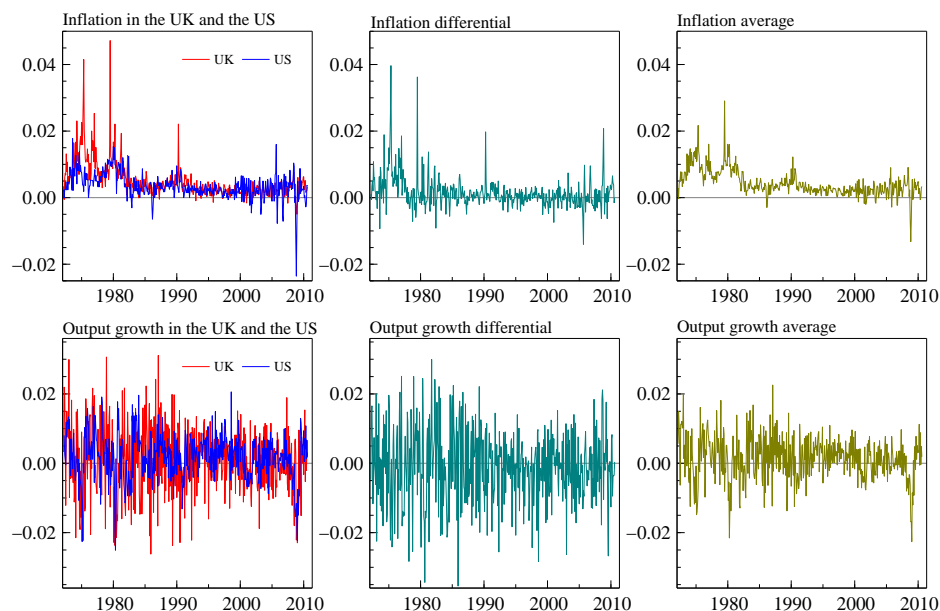 Inflation in the UK and the US
UK US
0.04
0.02
0.00
−0.02
1980 1990 2000 2010
Inflation differential
0.04
0.02
0.00
−0.02
1980 1990 2000 2010
Inflation average
0.04
0.02
0.00
−0.02
1980 1990 2000 2010
Output growth in the UK and the US
UK US
0.02
0.00
−0.02
1980 1990 2000 2010
Output growth differential
0.02
0.00
−0.02
1980 1990 2000 2010
Output growth average
0.02
0.00
−0.02
1980 1990 2000 2010